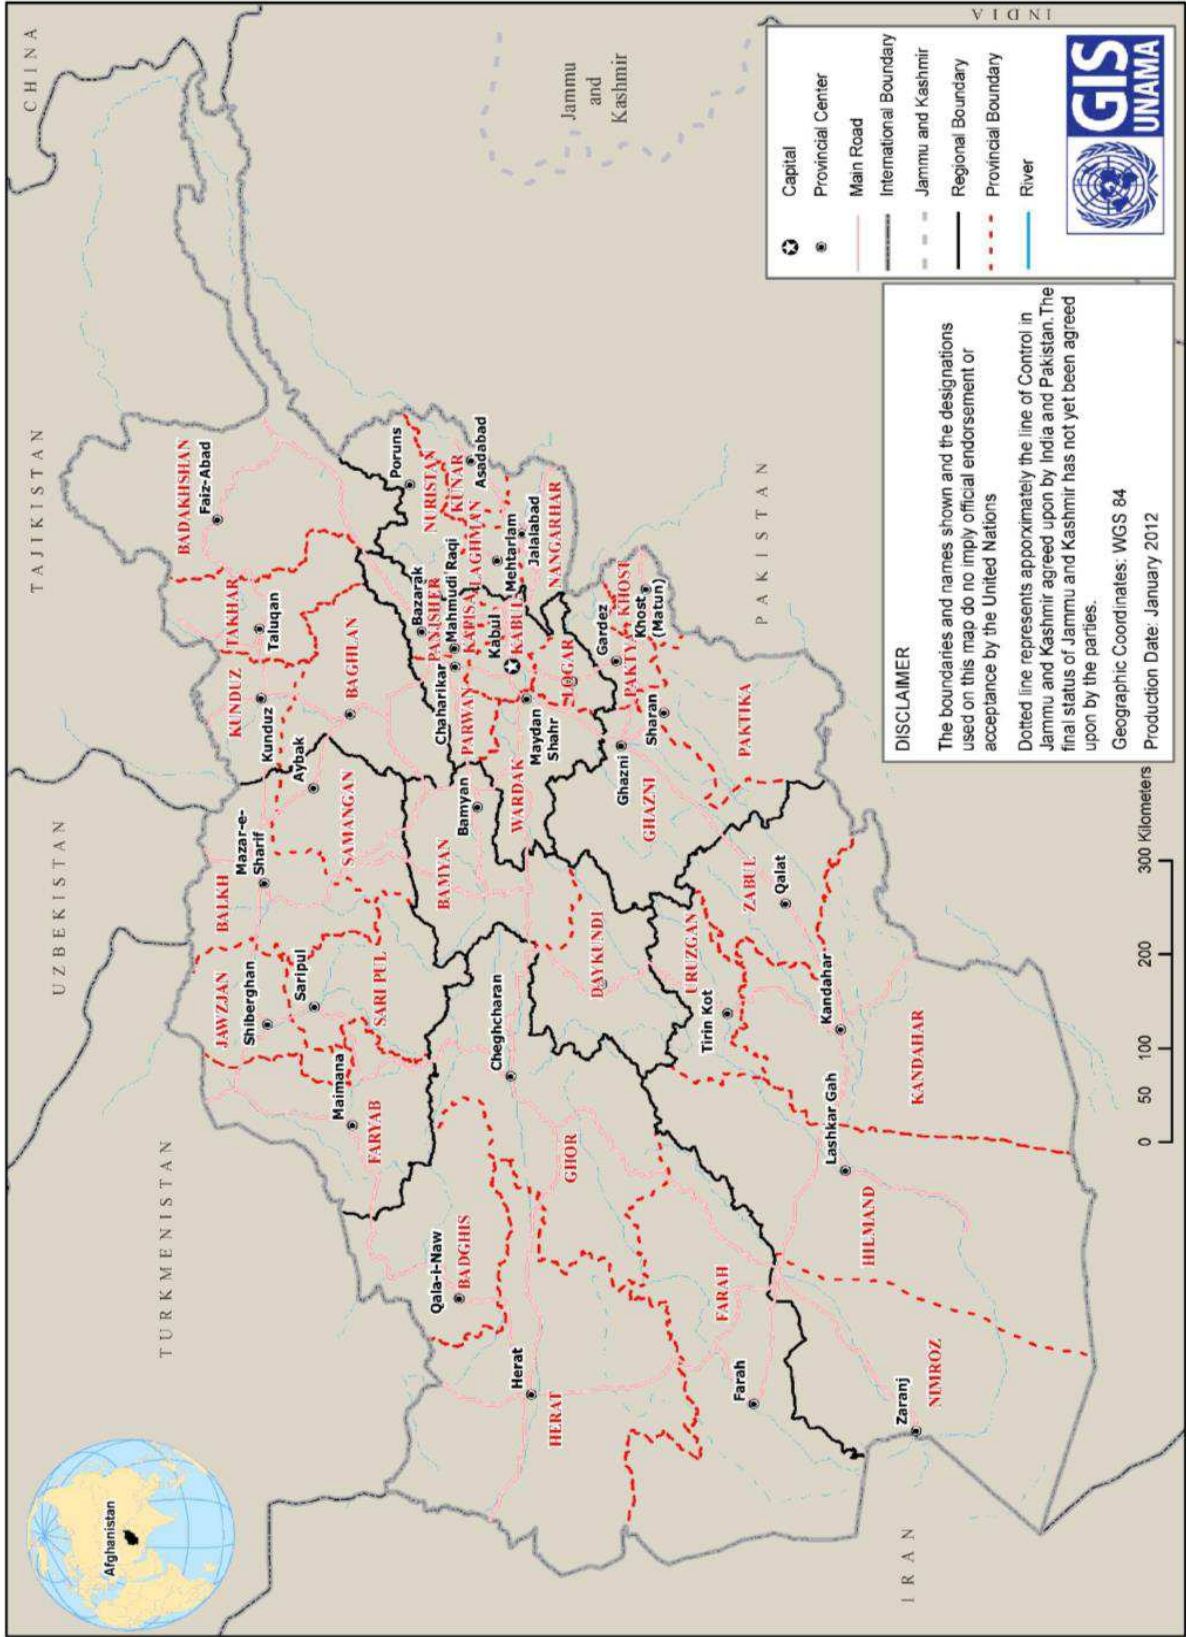 CHINA
TAJIKISTAN
UZBEKISTAN
TURKMENISTAN
IRAN
PAKISTAN
INDIA
Jammu
and
Kashmir
Afghanistan
BADAKHSHAN
Faiz-Abad
TAKHAR
Taluqan
KUNDUZ
Kunduz
BAGHLAN
Aybak
SAMANGAN
BALKH
Mazar-e-
Sharif
JAWZJAN
Shiberghan
Saripul
SARI PUL
Maimana
FARYAB
Qala-i-Naw
BADGHIS
Herat
HERAT
Cheghcharan
GHOR
BAMYAN
Bamyan
DAYKUNDI
WARDAK
Maydan
Shahr
PARWAN
Chaharikar
PANJSHER
Bazarak
Mahmudi Raqi
KAPISA
LAGHMAN
Mehtarlam
NURISTAN
Poruns
KUNAR
Asadabad
NANGARHAR
Jalalabad
Kabul
KABUL
LOGAR
Gardez
PAKTYA
KHOST
Khost
(Matun)
Sharan
PAKTIKA
Ghazni
GHAZNI
ZABUL
Qalat
URUZGAN
Tirin Kot
Kandahar
KANDAHAR
Lashkar Gah
HILMAND
FARAH
Farah
Zaranj
NIMROZ
0 50 100 200 300 Kilometers
DISCLAIMER
The boundaries and names shown and the designations
used on this map do no imply official endorsement or
acceptance by the United Nations
Dotted line represents apporximately the line of Control in
Jammu and Kashmir agreed upon by India and Pakistan.The
final status of Jammu and Kashmir has not yet been agreed
upon by the parties.
Geographic Coordinates: WGS 84
Production Date: January 2012
Capital
Provincial Center
Main Road
International Boundary
Jammu and Kashmir
Regional Boundary
Provincial Boundary
River
GIS
UNAMA